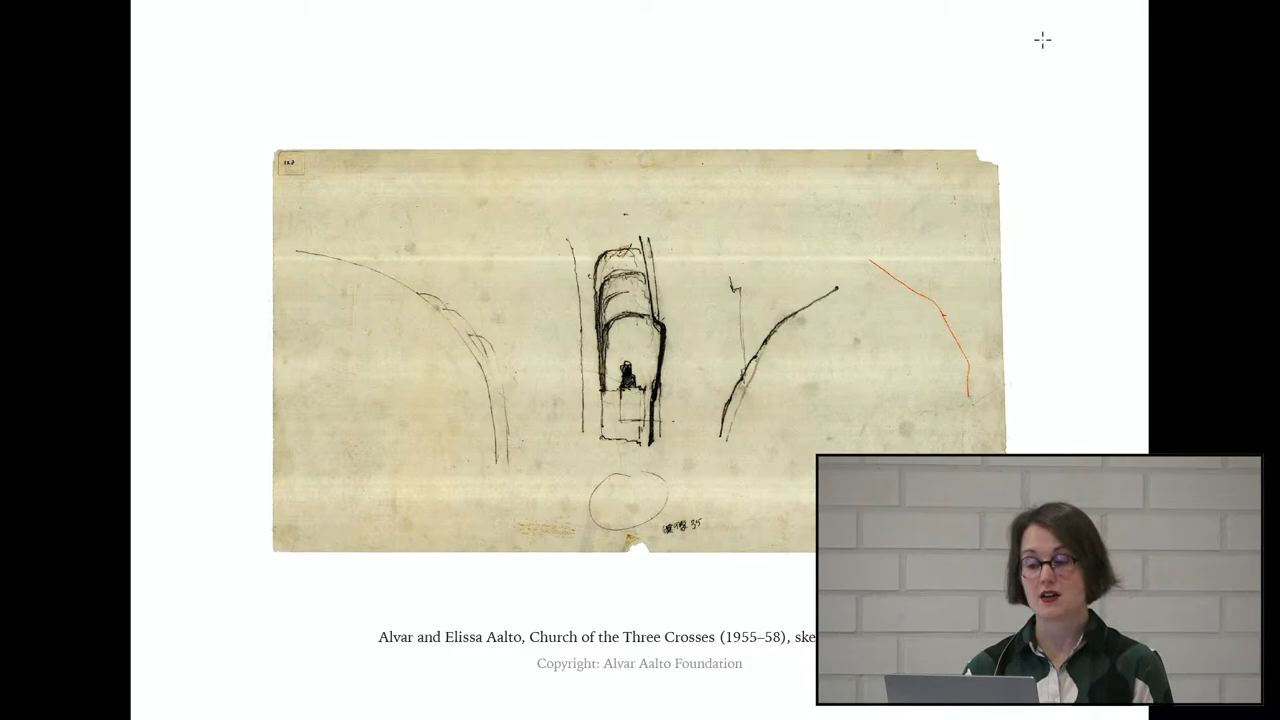 Alvar and Elissa Aalto, Church of the Three Crosses (1955–58), ske
Copyright: Alvar Aalto Foundation